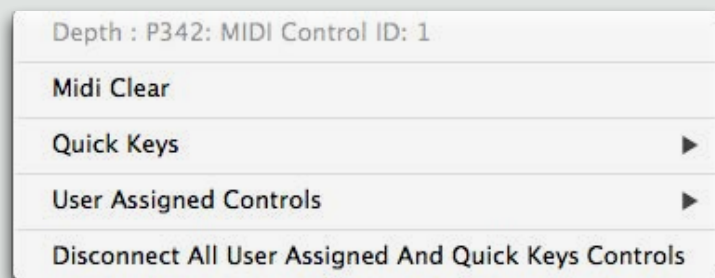 Depth : P342: MIDI Control ID: 1
Midi Clear
Quick Keys
User Assigned Controls
Disconnect All User Assigned And Quick Keys Controls